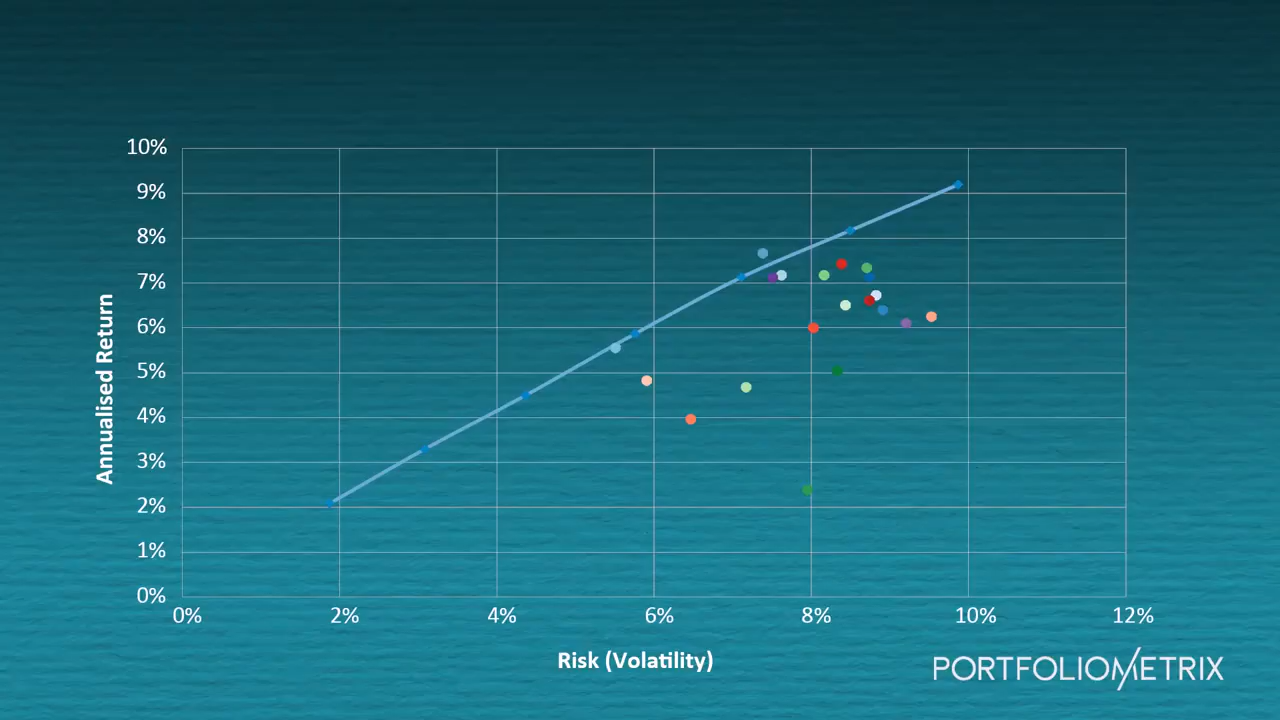 10%
9%
8%
7%
6%
5%
4%
3%
2%
1%
0%
Annualised Return
0% 2% 4% 6% 8% 10% 12%
Risk (Volatility)
PORTFOLIOMETRIX